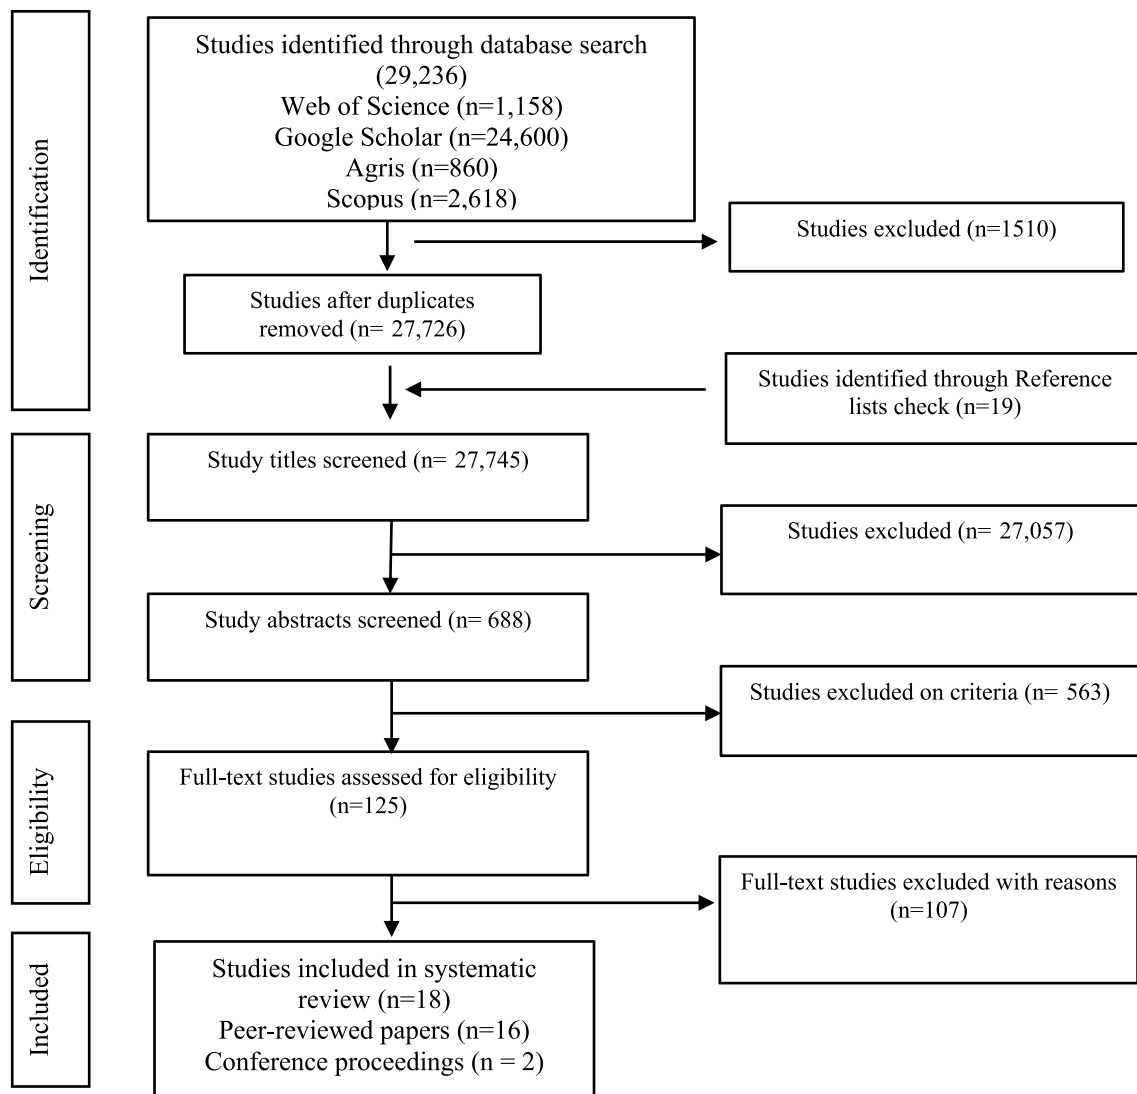 Identification
Studies identified through database search
(29,236)
Web of Science (n=1,158)
Google Scholar (n=24,600)
Agris (n=860)
Scopus (n=2,618)
Studies excluded (n=1510)
Studies after duplicates
removed (n= 27,726)
Studies identified through Reference
lists check (n=19)
Screening
Study titles screened (n= 27,745)
Studies excluded (n= 27,057)
Study abstracts screened (n= 688)
Studies excluded on criteria (n= 563)
Eligibility
Full-text studies assessed for eligibility
(n=125)
Full-text studies excluded with reasons
(n=107)
Included
Studies included in systematic
review (n=18)
Peer-reviewed papers (n=16)
Conference proceedings (n = 2)